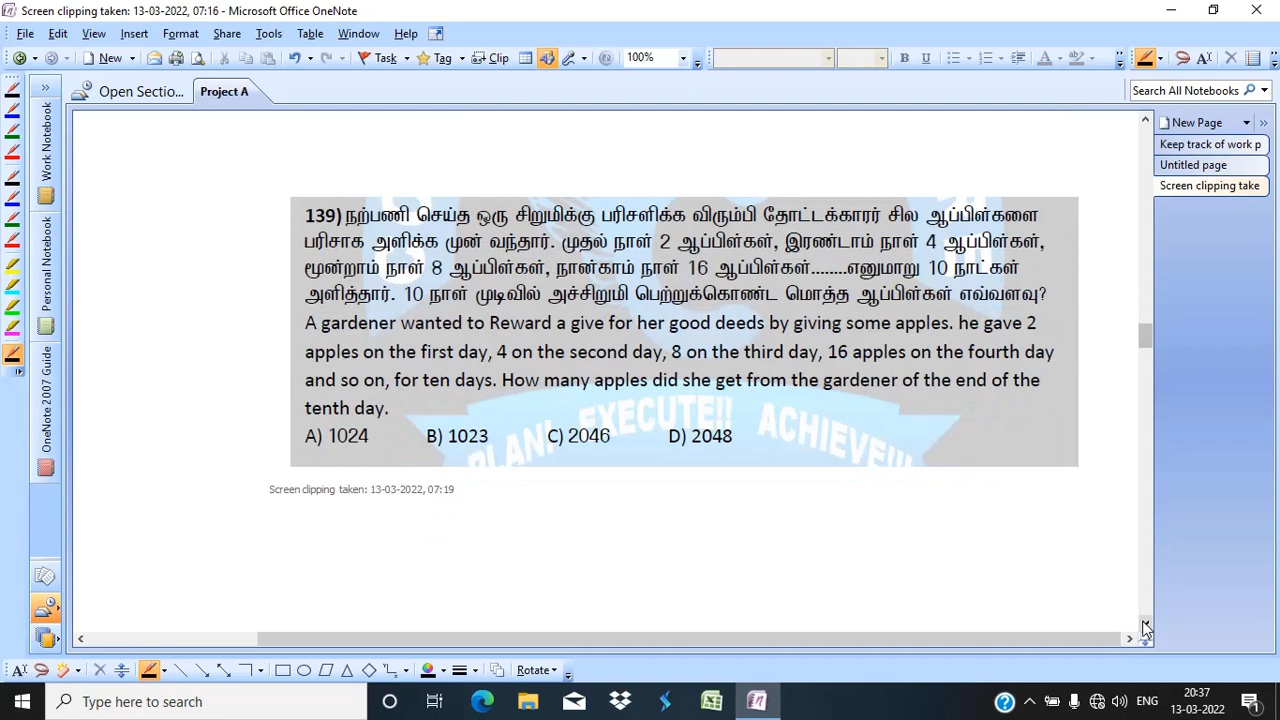 Screen clipping taken: 13-03-2022, 07:16 - Microsoft Office OneNote
File Edit View Insert Format Share Tools Table Window Help
New Task Tag Clip 100% B I U
Open Sectio... Project A Search All Notebooks
New Page
Keep track of work p
Untitled page
Screen clipping take
Work Notebook
Personal Notebook
OneNote 2007 Guide
139) நற்பணி செய்த ஒரு சிறுமிக்கு பரிசளிக்க விரும்பி தோட்டக்காரர் சில ஆப்பிள்களை
பரிசாக அளிக்க முன் வந்தார். முதல் நாள் 2 ஆப்பிள்கள், இரண்டாம் நாள் 4 ஆப்பிள்கள்,
மூன்றாம் நாள் 8 ஆப்பிள்கள், நான்காம் நாள் 16 ஆப்பிள்கள்........எனுமாறு 10 நாட்கள்
அளித்தார். 10 நாள் முடிவில் அச்சிறுமி பெற்றுக்கொண்ட மொத்த ஆப்பிள்கள் எவ்வளவு?
A gardener wanted to Reward a give for her good deeds by giving some apples. he gave 2
apples on the first day, 4 on the second day, 8 on the third day, 16 apples on the fourth day
and so on, for ten days. How many apples did she get from the gardener of the end of the
tenth day.
A) 1024 B) 1023 C) 2046 D) 2048
PLAN! EXECUTE!! ACHIEVE!!!
Screen clipping taken: 13-03-2022, 07:19
Rotate
Type here to search
ENG
20:37
13-03-2022